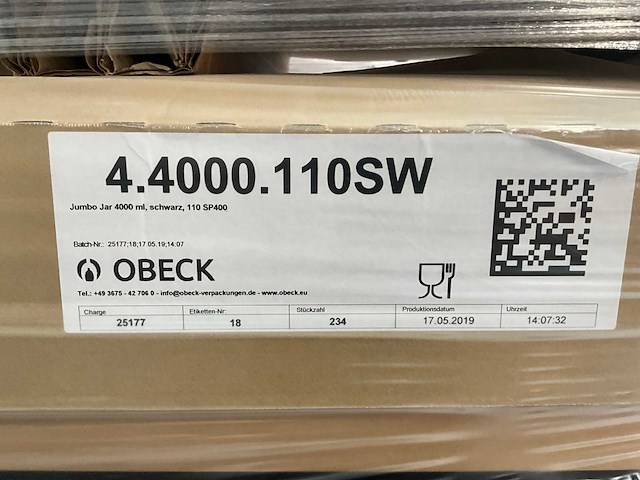 4.4000.110SW
Jumbo Jar 4000 ml, schwarz, 110 SP400
Batch-Nr.: 25177;18;17.05.19;14:07
OBECK
Tel.: +49 3675 - 42 706 0 - info@obeck-verpackungen.de - www.obeck.eu
Charge Etiketten-Nr: Stückzahl Produktionsdatum Uhrzeit
25177 18 234 17.05.2019 14:07:32